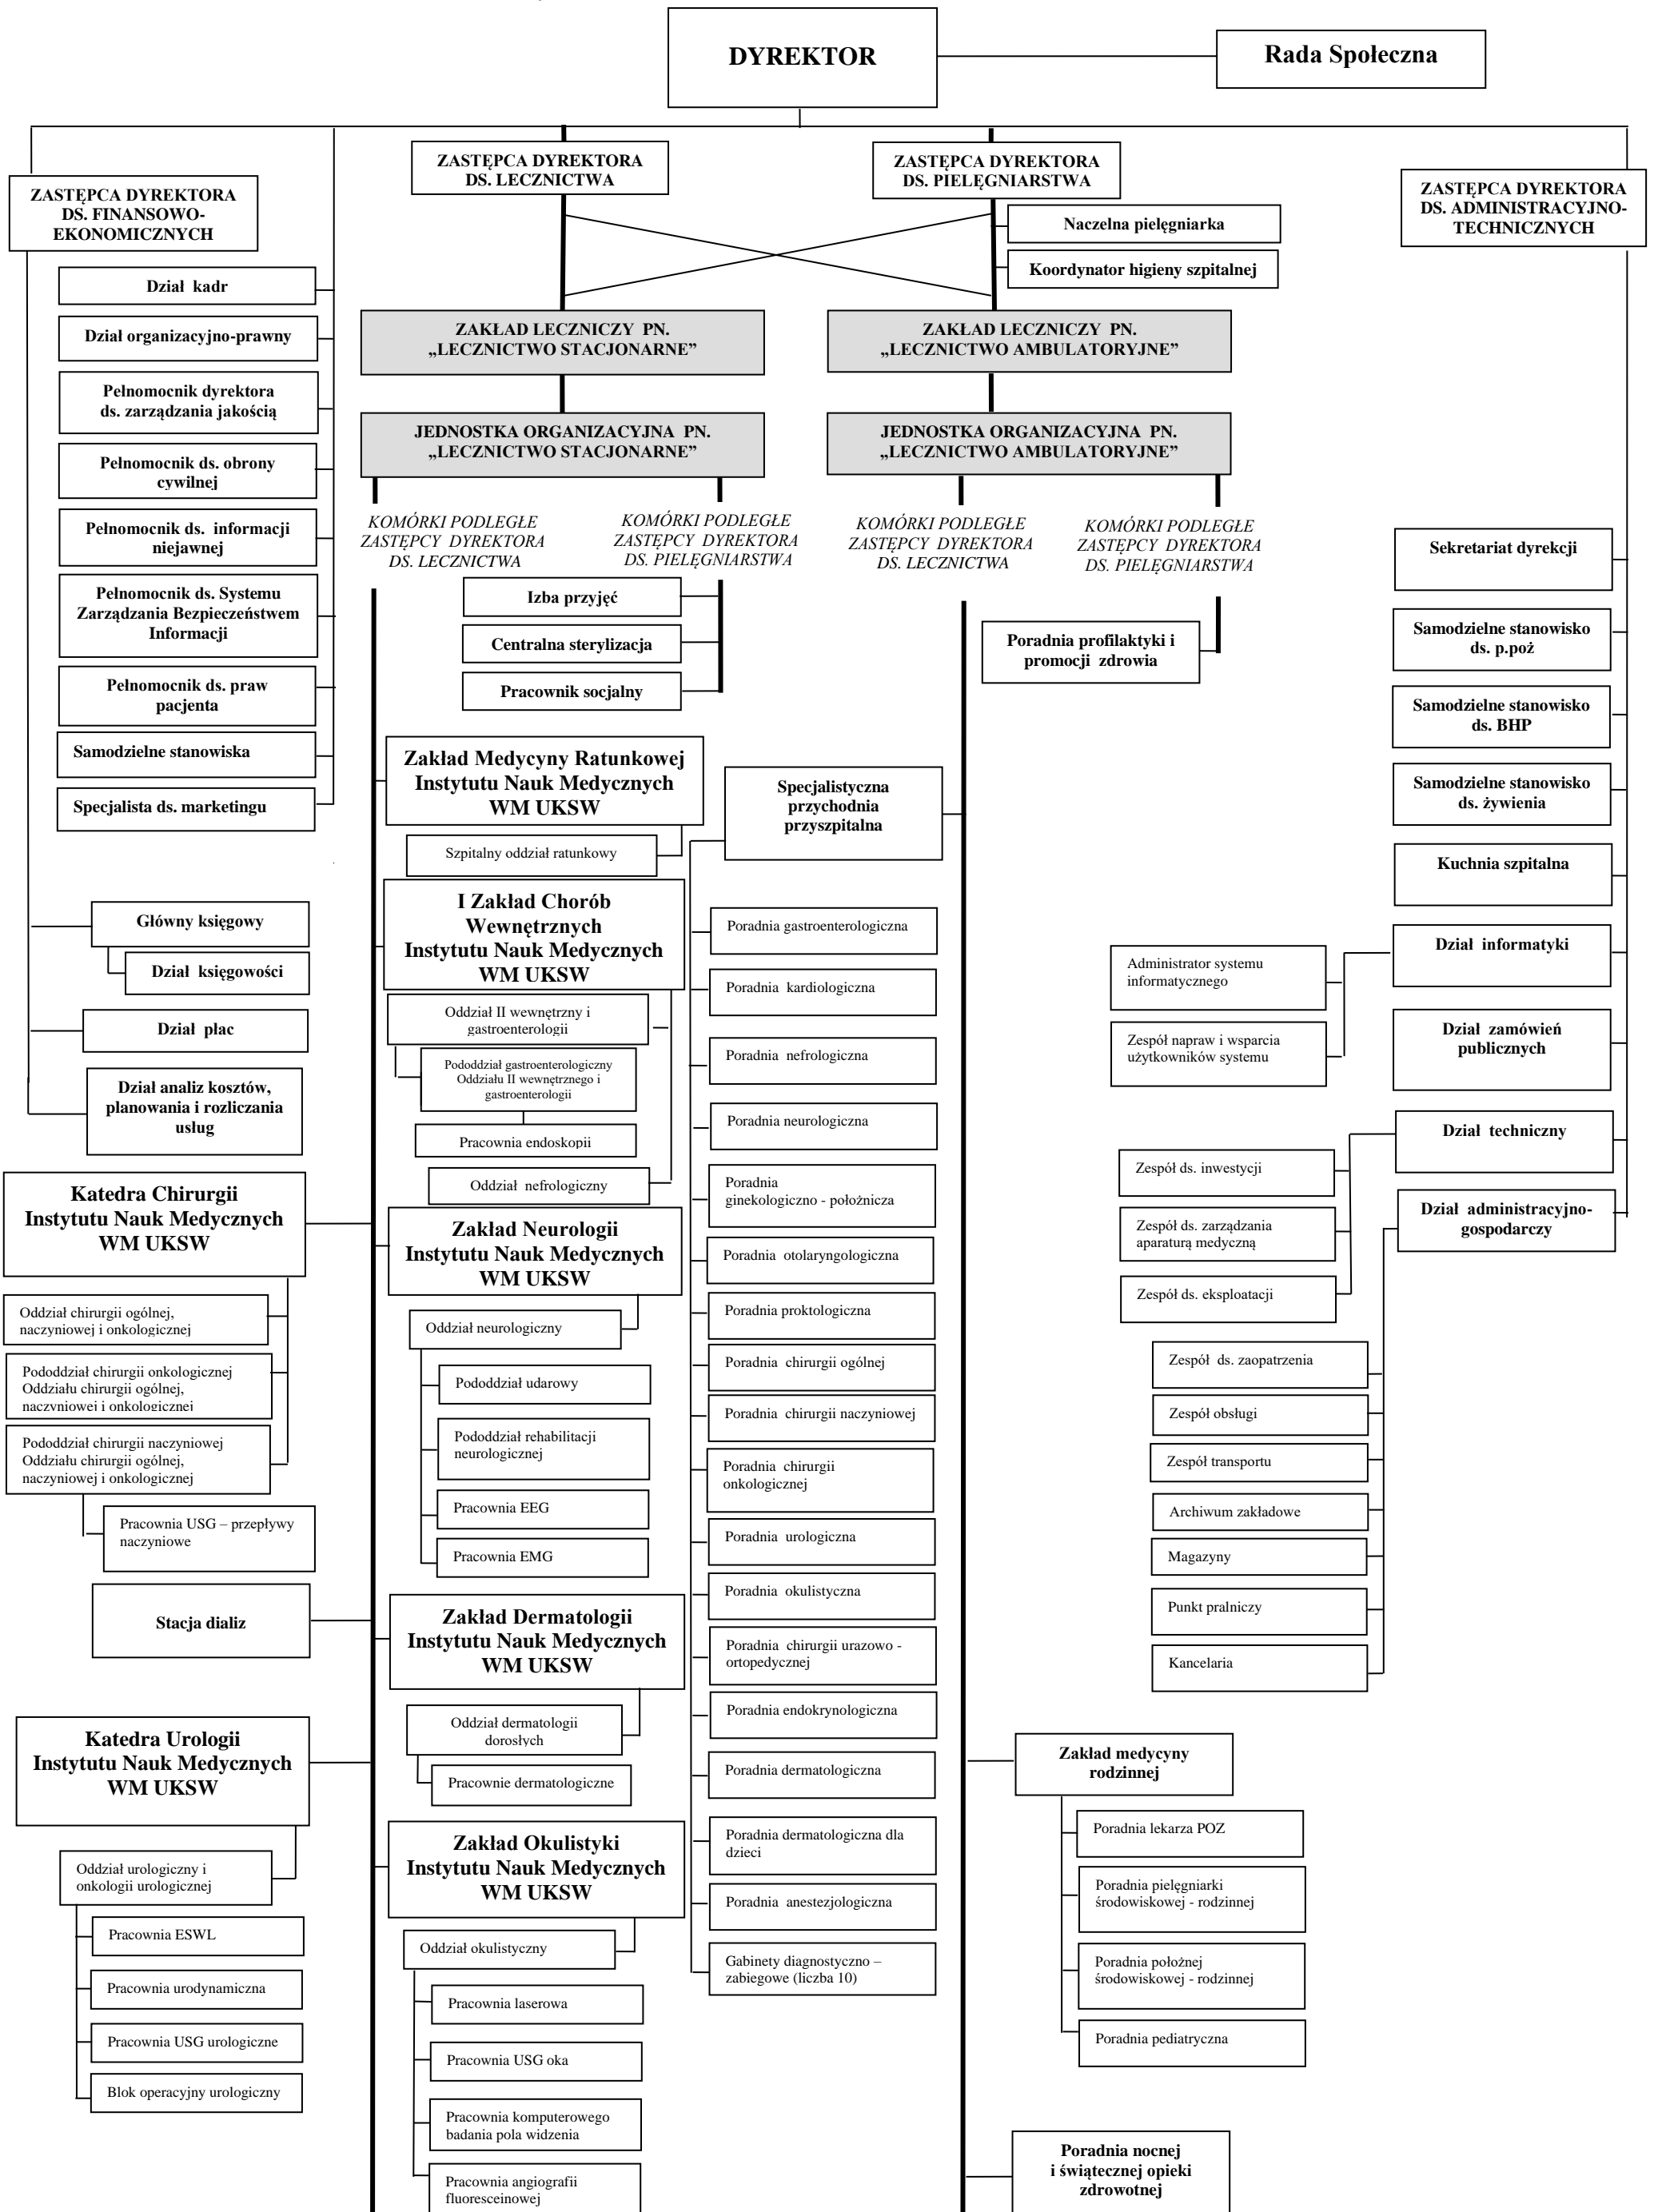 DYREKTOR
Rada Społeczna
ZASTĘPCA DYREKTORA
DS. LECZNICTWA
ZASTĘPCA DYREKTORA
DS. PIELĘGNIARSTWA
ZASTĘPCA DYREKTORA
DS. FINANSOWO-
EKONOMICZNYCH
ZASTĘPCA DYREKTORA
DS. ADMINISTRACYJNO-
TECHNICZNYCH
Naczelna pielęgniarka
Koordynator higieny szpitalnej
Dział kadr
Dział organizacyjno-prawny
Pełnomocnik dyrektora
ds. zarządzania jakością
Pełnomocnik ds. obrony
cywilnej
Pełnomocnik ds. informacji
niejawnej
Pełnomocnik ds. Systemu
Zarządzania Bezpieczeństwem
Informacji
Pełnomocnik ds. praw
pacjenta
Samodzielne stanowiska
Specjalista ds. marketingu
Główny księgowy
Dział księgowości
Dział płac
Dział analiz kosztów,
planowania i rozliczania
usług
ZAKŁAD LECZNICZY PN.
„LECZNICTWO STACJONARNE”
ZAKŁAD LECZNICZY PN.
„LECZNICTWO AMBULATORYJNE”
JEDNOSTKA ORGANIZACYJNA PN.
„LECZNICTWO STACJONARNE”
JEDNOSTKA ORGANIZACYJNA PN.
„LECZNICTWO AMBULATORYJNE”
KOMÓRKI PODLEGŁE
ZASTĘPCY DYREKTORA
DS. LECZNICTWA
KOMÓRKI PODLEGŁE
ZASTĘPCY DYREKTORA
DS. PIELĘGNIARSTWA
KOMÓRKI PODLEGŁE
ZASTĘPCY DYREKTORA
DS. LECZNICTWA
KOMÓRKI PODLEGŁE
ZASTĘPCY DYREKTORA
DS. PIELĘGNIARSTWA
Izba przyjęć
Centralna sterylizacja
Pracownik socjalny
Poradnia profilaktyki i
promocji zdrowia
Sekretariat dyrekcji
Samodzielne stanowisko
ds. p.poż
Samodzielne stanowisko
ds. BHP
Samodzielne stanowisko
ds. żywienia
Kuchnia szpitalna
Dział informatyki
Administrator systemu
informatycznego
Zespół napraw i wsparcia
użytkowników systemu
Dział zamówień
publicznych
Dział techniczny
Zespół ds. inwestycji
Zespół ds. zarządzania
aparaturą medyczną
Zespół ds. eksploatacji
Dział administracyjno-
gospodarczy
Zespół ds. zaopatrzenia
Zespół obsługi
Zespół transportu
Archiwum zakładowe
Magazyny
Punkt pralniczy
Kancelaria
Katedra Chirurgii
Instytutu Nauk Medycznych
WM UKSW
Oddział chirurgii ogólnej,
naczyniowej i onkologicznej
Pododdział chirurgii onkologicznej
Oddziału chirurgii ogólnej,
naczyniowej i onkologicznej
Pododdział chirurgii naczyniowej
Oddziału chirurgii ogólnej,
naczyniowej i onkologicznej
Pracownia USG – przepływy
naczyniowe
Stacja dializ
Katedra Urologii
Instytutu Nauk Medycznych
WM UKSW
Oddział urologiczny i
onkologii urologicznej
Pracownia ESWL
Pracownia urodynamiczna
Pracownia USG urologiczne
Blok operacyjny urologiczny
Zakład Medycyny Ratunkowej
Instytutu Nauk Medycznych
WM UKSW
Szpitalny oddział ratunkowy
I Zakład Chorób
Wewnętrznych
Instytutu Nauk Medycznych
WM UKSW
Oddział II wewnętrzny i
gastroenterologii
Pododdział gastroenterologiczny
Oddziału II wewnętrznego i
gastroenterologii
Pracownia endoskopii
Oddział nefrologiczny
Zakład Neurologii
Instytutu Nauk Medycznych
WM UKSW
Oddział neurologiczny
Pododdział udarowy
Pododdział rehabilitacji
neurologicznej
Pracownia EEG
Pracownia EMG
Zakład Dermatologii
Instytutu Nauk Medycznych
WM UKSW
Oddział dermatologii
dorosłych
Pracownie dermatologiczne
Zakład Okulistyki
Instytutu Nauk Medycznych
WM UKSW
Oddział okulistyczny
Pracownia laserowa
Pracownia USG oka
Pracownia komputerowego
badania pola widzenia
Pracownia angiografii
fluoresceinowej
Specjalistyczna
przychodnia
przyszpitalna
Poradnia gastroenterologiczna
Poradnia kardiologiczna
Poradnia nefrologiczna
Poradnia neurologiczna
Poradnia
ginekologiczno - położnicza
Poradnia otolaryngologiczna
Poradnia proktologiczna
Poradnia chirurgii ogólnej
Poradnia chirurgii naczyniowej
Poradnia chirurgii
onkologicznej
Poradnia urologiczna
Poradnia okulistyczna
Poradnia chirurgii urazowo -
ortopedycznej
Poradnia endokrynologiczna
Poradnia dermatologiczna
Poradnia dermatologiczna dla
dzieci
Poradnia anestezjologiczna
Gabinety diagnostyczno –
zabiegowe (liczba 10)
Zakład medycyny
rodzinnej
Poradnia lekarza POZ
Poradnia pielęgniarki
środowiskowej - rodzinnej
Poradnia położnej
środowiskowej - rodzinnej
Poradnia pediatryczna
Poradnia nocnej
i świątecznej opieki
zdrowotnej